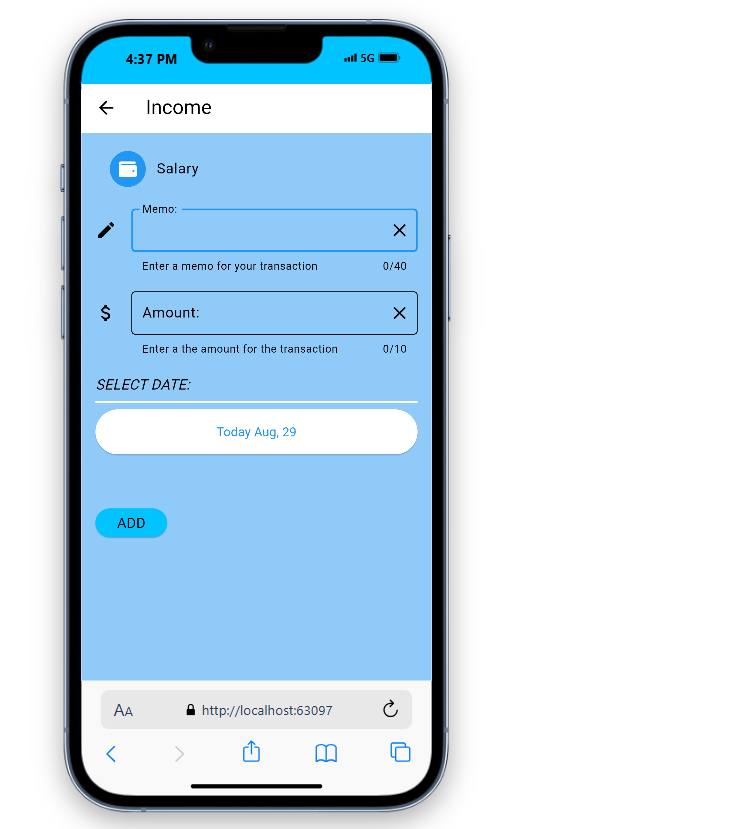 4:37 PM 5G
Income
Salary
Memo:
Enter a memo for your transaction 0/40
$ Amount:
Enter a the amount for the transaction 0/10
SELECT DATE:
Today Aug, 29
ADD
AA http://localhost:63097